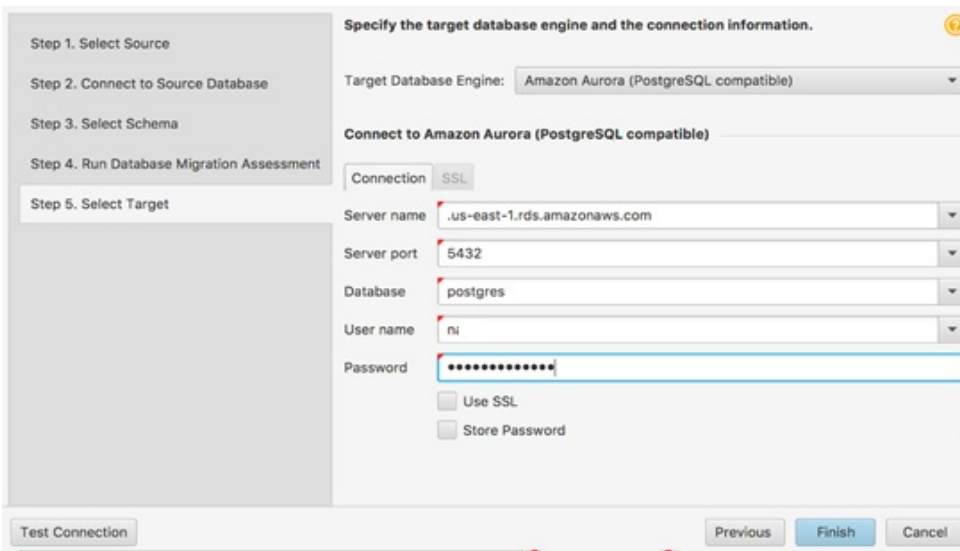 Specify the target database engine and the connection information.
Step 1. Select Source
Step 2. Connect to Source Database
Target Database Engine: Amazon Aurora (PostgreSQL compatible)
Step 3. Select Schema
Connect to Amazon Aurora (PostgreSQL compatible)
Step 4. Run Database Migration Assessment
Connection SSL
Step 5. Select Target
Server name .us-east-1.rds.amazonaws.com
Server port 5432
Database postgres
User name
Password •••••••••••••
Use SSL
Store Password
Test Connection Previous Finish Cancel